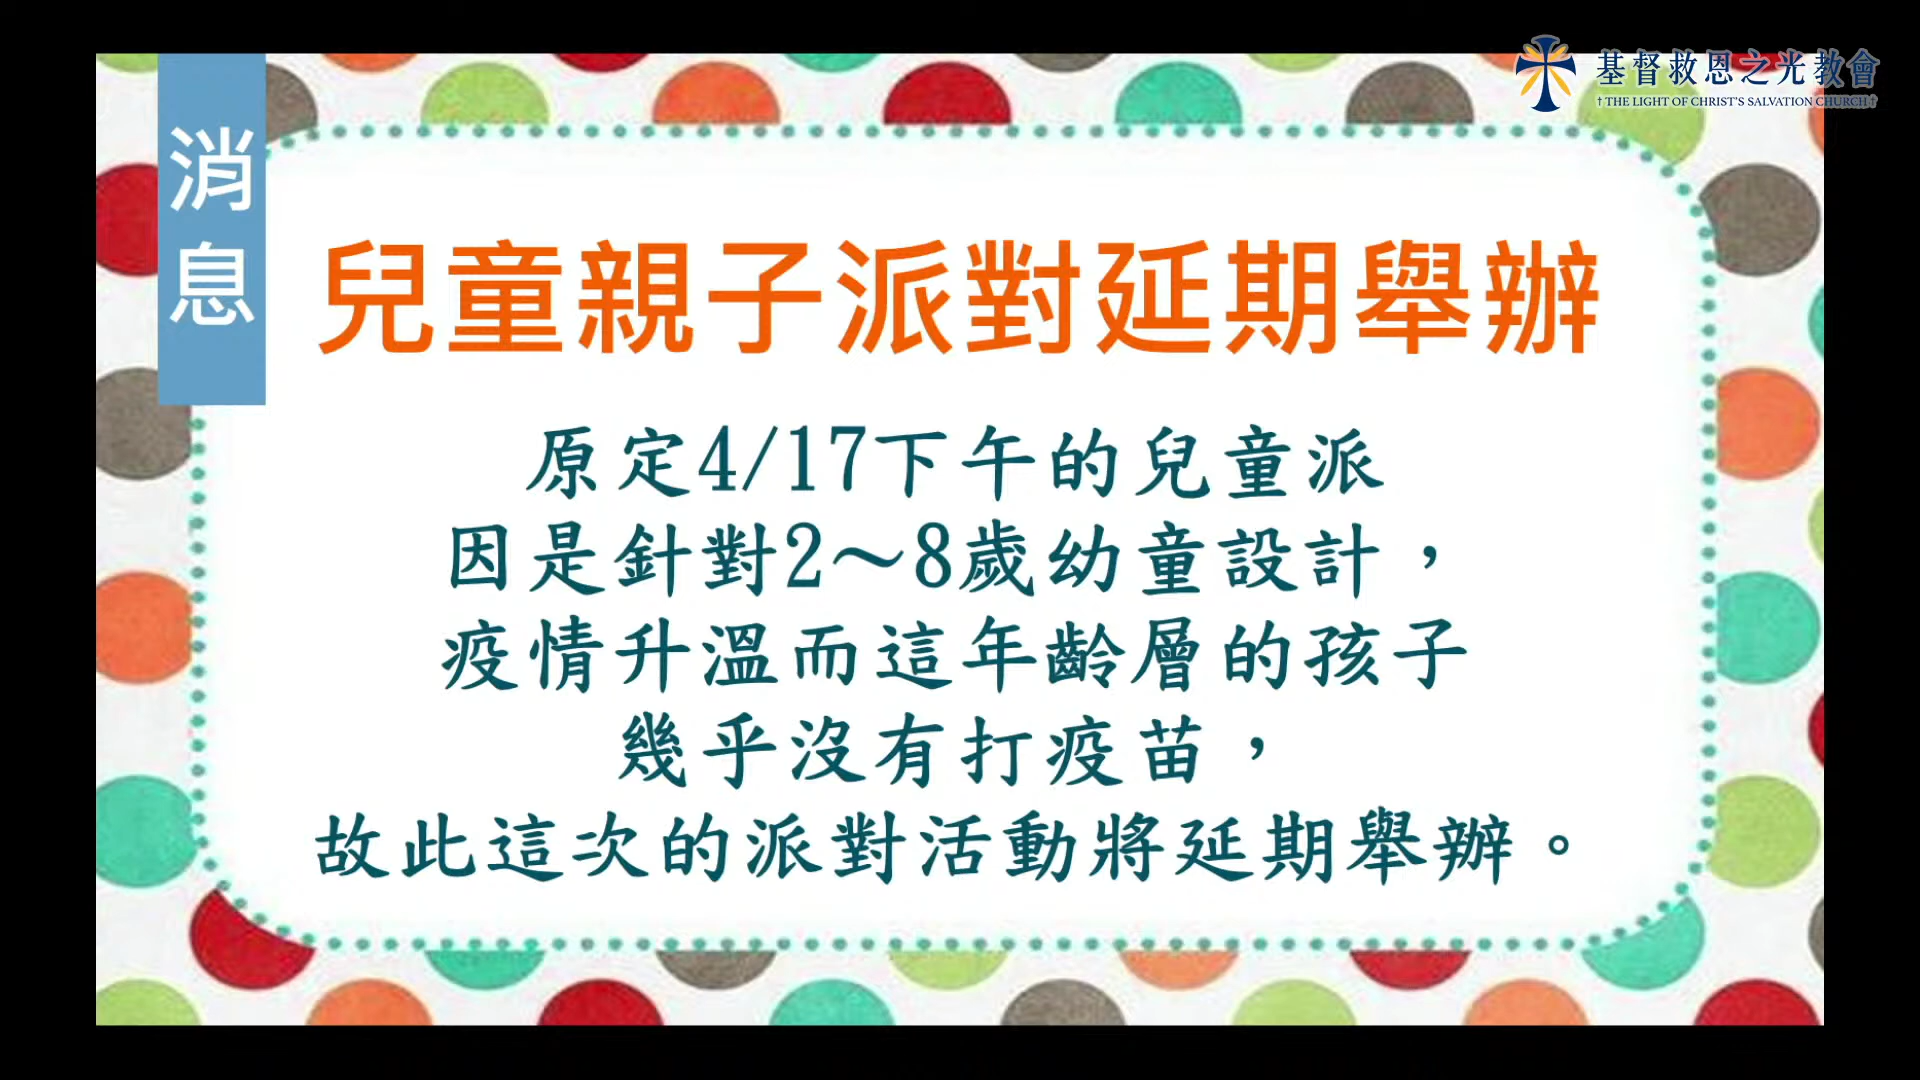 基督救恩之光教會
†THE LIGHT OF CHRIST'S SALVATION CHURCH†
消息
兒童親子派對延期舉辦
原定4/17下午的兒童派
因是針對2～8歲幼童設計，
疫情升溫而這年齡層的孩子
幾乎沒有打疫苗，
故此這次的派對活動將延期舉辦。